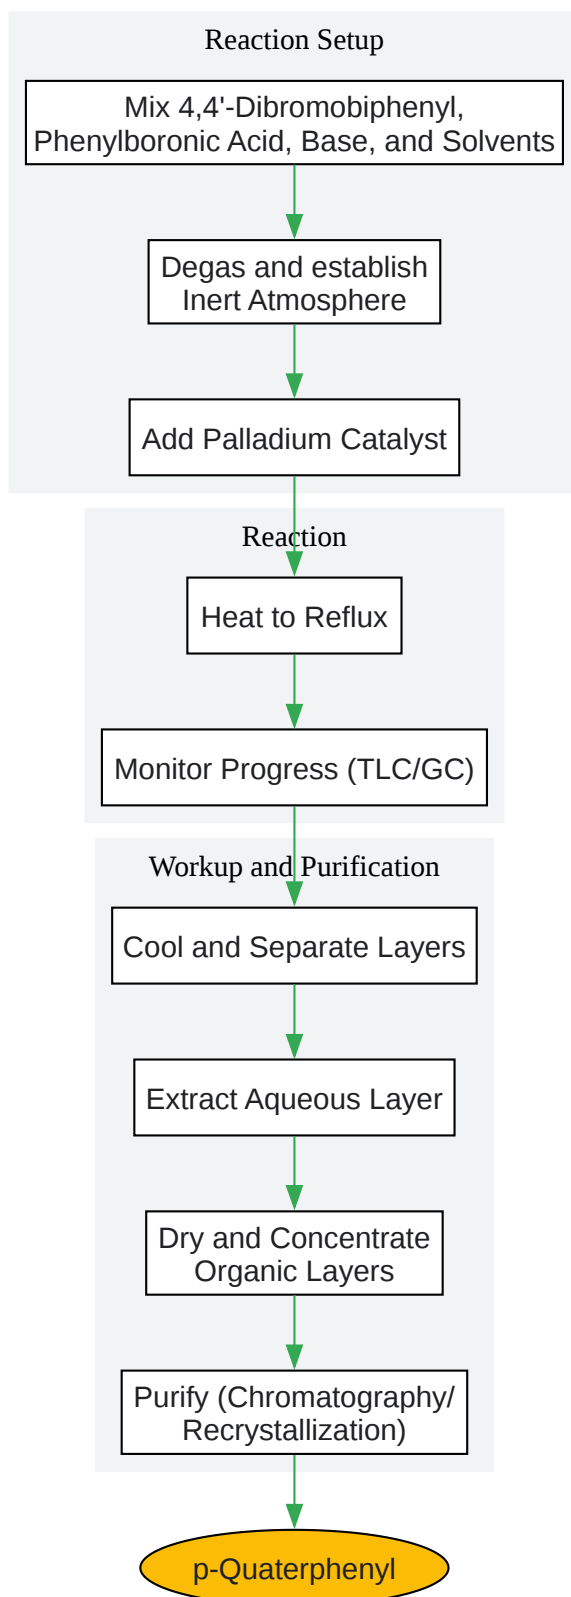 Reaction Setup
Mix 4,4'-Dibromobiphenyl,
Phenylboronic Acid, Base, and Solvents
Degas and establish
Inert Atmosphere
Add Palladium Catalyst
Reaction
Heat to Reflux
Monitor Progress (TLC/GC)
Workup and Purification
Cool and Separate Layers
Extract Aqueous Layer
Dry and Concentrate
Organic Layers
Purify (Chromatography/
Recrystallization)
p-Quaterphenyl